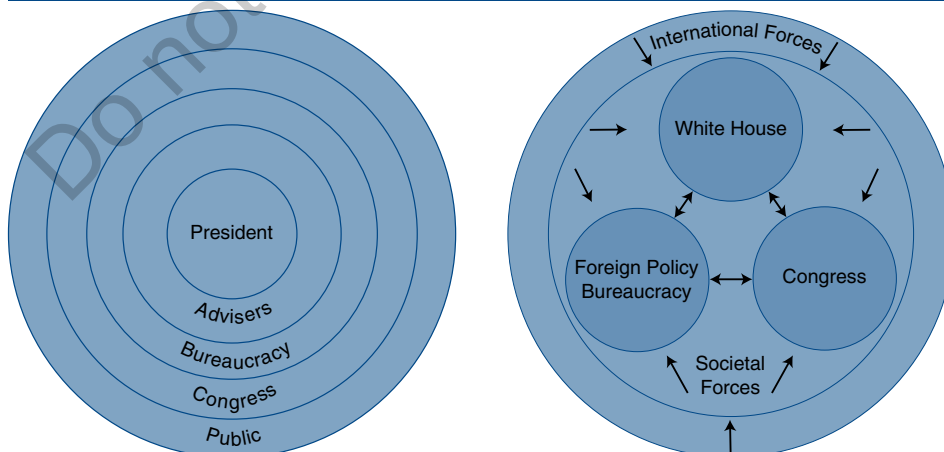 Do not
President
Advisers
Bureaucracy
Congress
Public
International Forces
White House
Foreign Policy
Bureaucracy
Congress
Societal
Forces